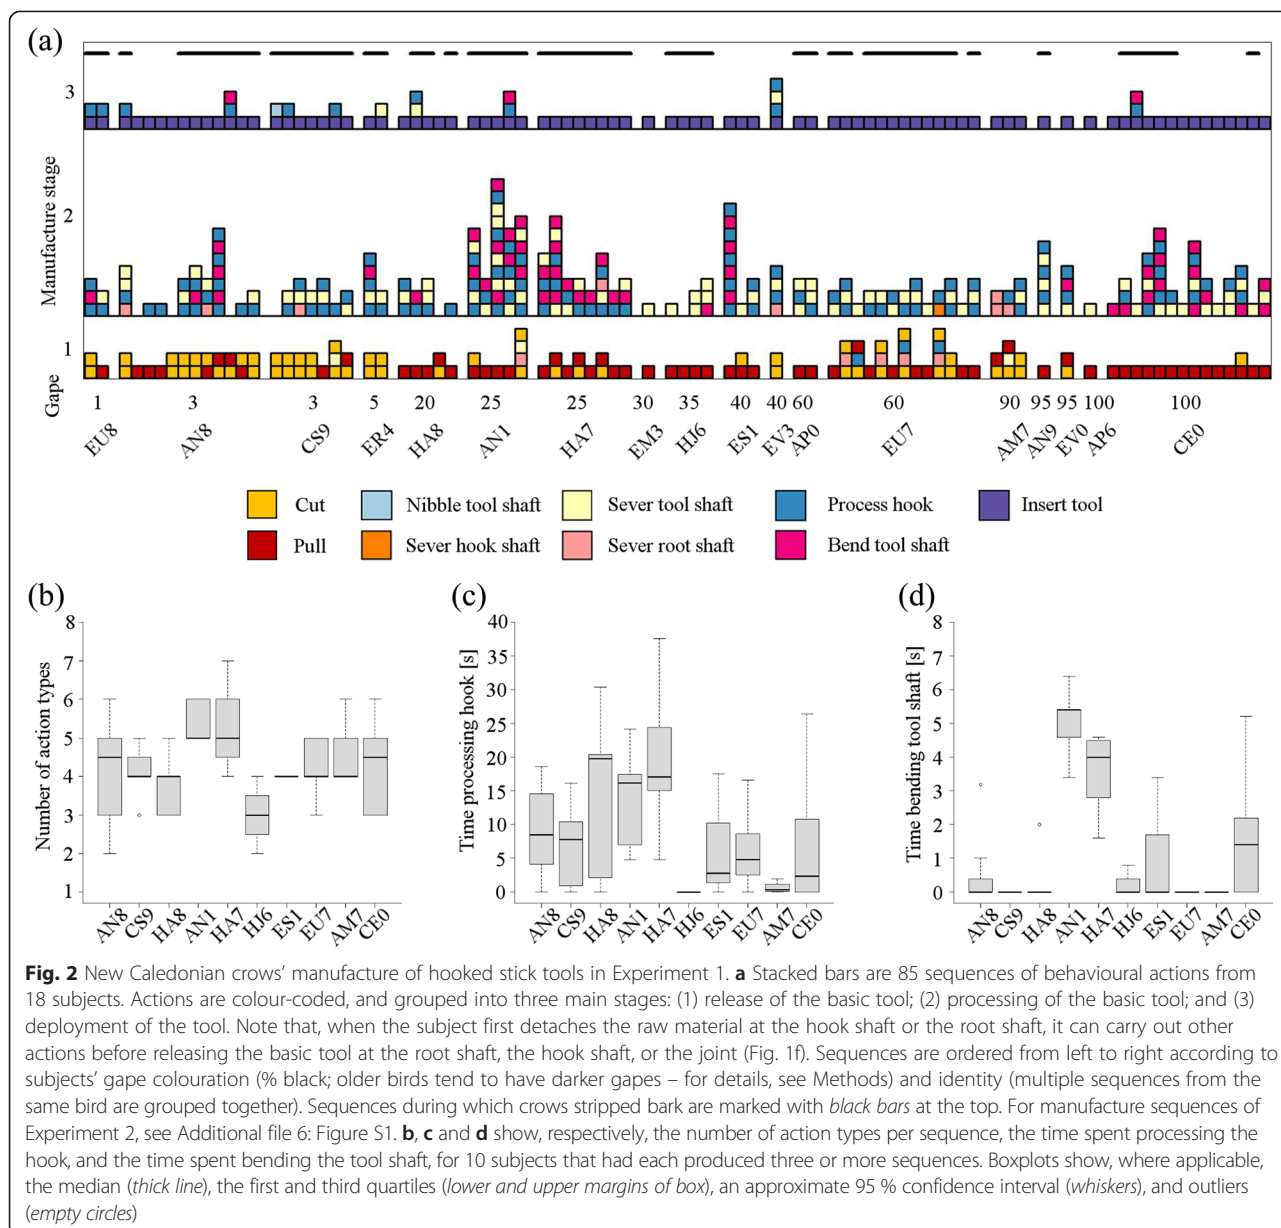 (a)
3
2
1
Manufacture stage
Gape
1 3 3 5 20 25 25 30 35 40 40 60 60 90 95 95 100 100
EU8 AN8 CS9 ER4 HA8 AN1 HA7 EM3 HJ6 ES1 EV3 AP0 EU7 AM7 AN9 EV0 AP6 CE0
Cut Nibble tool shaft Sever tool shaft Process hook Insert tool
Pull Sever hook shaft Sever root shaft Bend tool shaft
(b)
Number of action types
8
7
6
5
4
3
2
1
AN8 CS9 HA8 AN1 HA7 HJ6 ES1 EU7 AM7 CE0
(c)
Time processing hook [s]
40
35
30
25
20
15
10
5
0
AN8 CS9 HA8 AN1 HA7 HJ6 ES1 EU7 AM7 CE0
(d)
Time bending tool shaft [s]
8
7
6
5
4
3
2
1
0
AN8 CS9 HA8 AN1 HA7 HJ6 ES1 EU7 AM7 CE0
Fig. 2 New Caledonian crows' manufacture of hooked stick tools in Experiment 1. a Stacked bars are 85 sequences of behavioural actions from
18 subjects. Actions are colour-coded, and grouped into three main stages: (1) release of the basic tool; (2) processing of the basic tool; and (3)
deployment of the tool. Note that, when the subject first detaches the raw material at the hook shaft or the root shaft, it can carry out other
actions before releasing the basic tool at the root shaft, the hook shaft, or the joint (Fig. 1f). Sequences are ordered from left to right according to
subjects' gape colouration (% black; older birds tend to have darker gapes – for details, see Methods) and identity (multiple sequences from the
same bird are grouped together). Sequences during which crows stripped bark are marked with black bars at the top. For manufacture sequences of
Experiment 2, see Additional file 6: Figure S1. b, c and d show, respectively, the number of action types per sequence, the time spent processing the
hook, and the time spent bending the tool shaft, for 10 subjects that had each produced three or more sequences. Boxplots show, where applicable,
the median (thick line), the first and third quartiles (lower and upper margins of box), an approximate 95 % confidence interval (whiskers), and outliers
(empty circles)